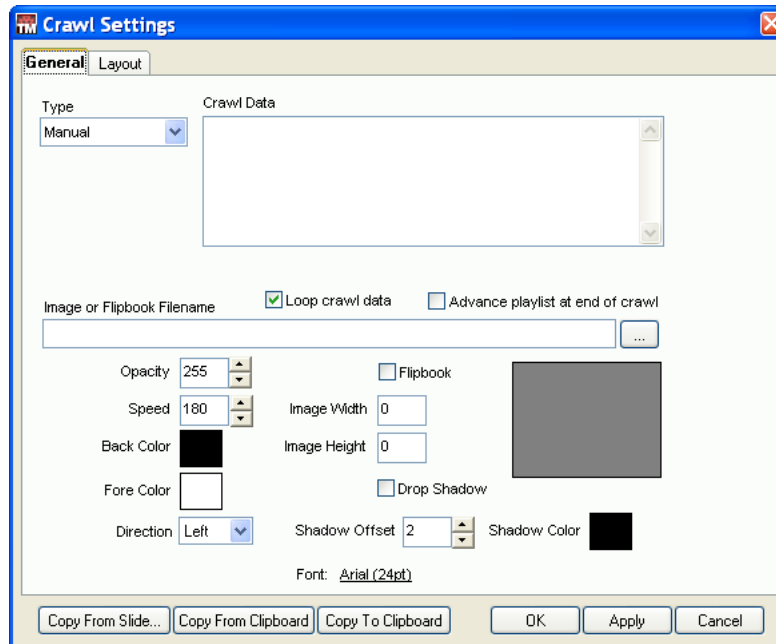 TM Crawl Settings
General Layout
Type
Crawl Data
Manual
Loop crawl data
Advance playlist at end of crawl
Image or Flipbook Filename
...
Opacity 255
Flipbook
Speed 180
Image Width 0
Back Color
Image Height 0
Fore Color
Drop Shadow
Direction Left
Shadow Offset 2
Shadow Color
Font: Arial (24pt)
Copy From Slide... Copy From Clipboard Copy To Clipboard OK Apply Cancel